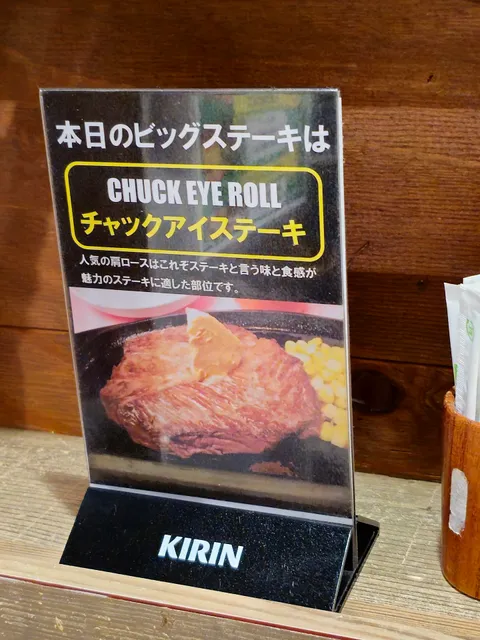 本日のビッグステーキは
CHUCK EYE ROLL
チャックアイステーキ
人気の肩ロースはこれぞステーキと言う味と食感が
魅力のステーキに適した部位です。
KIRIN